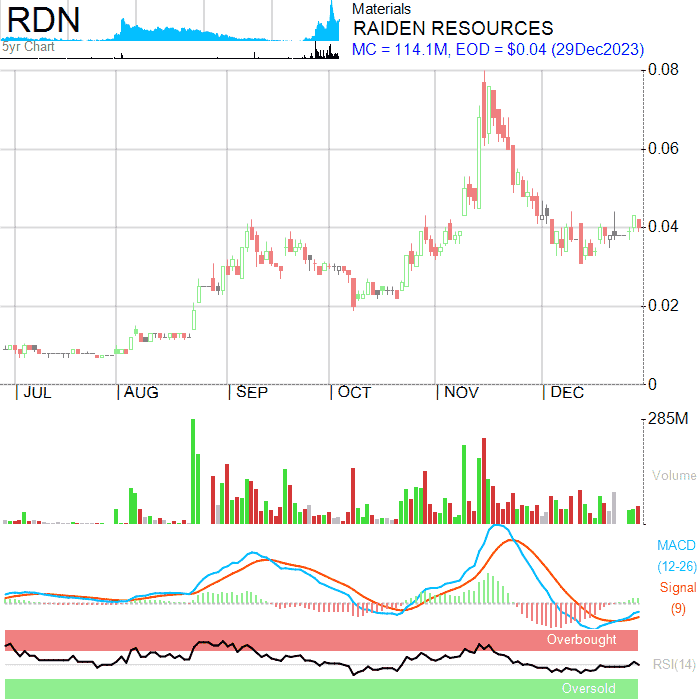 RDN
5yr Chart
Materials
RAIDEN RESOURCES
MC = 114.1M, EOD = $0.04 (29Dec2023)
0.08
0.06
0.04
0.02
0
JUL AUG SEP OCT NOV DEC
285M
Volume
MACD
(12-26)
Signal
(9)
Overbought
RSI(14)
Oversold